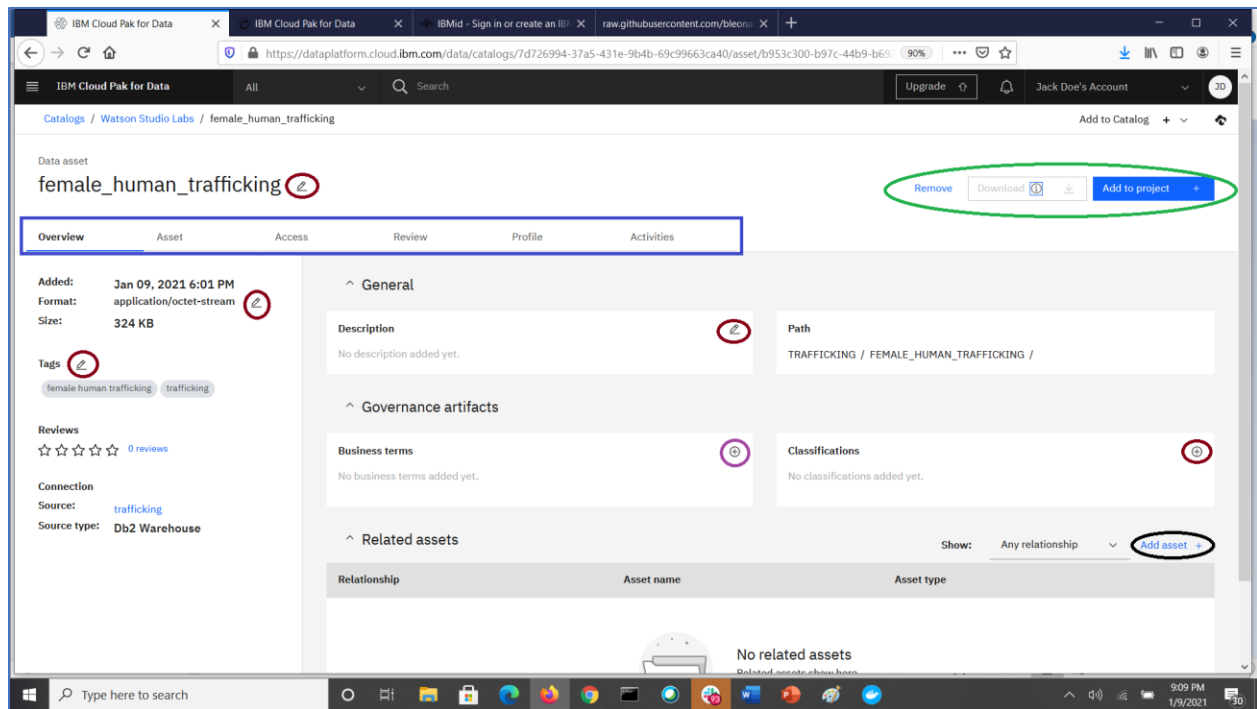 IBM Cloud Pak for Data
IBM Cloud Pak for Data
IBMid - Sign in or create an IBM
raw.githubusercontent.com/bleona
https://dataplatform.cloud.ibm.com/data/catalogs/7d726994-37a5-431e-9b4b-69c99663ca40/asset/b953c300-b97c-44b9-b69 90%
IBM Cloud Pak for Data All Search Upgrade Jack Doe's Account JD
Catalogs / Watson Studio Labs / female_human_trafficking Add to Catalog +
Data asset
female_human_trafficking
Remove Download Add to project +
Overview Asset Access Review Profile Activities
Added: Jan 09, 2021 6:01 PM
Format: application/octet-stream
Size: 324 KB
Tags
female human trafficking trafficking
Reviews
0 reviews
Connection
Source: trafficking
Source type: Db2 Warehouse
General
Description
No description added yet.
Path
TRAFFICKING / FEMALE_HUMAN_TRAFFICKING /
Governance artifacts
Business terms
No business terms added yet.
Classifications
No classifications added yet.
Related assets
Show: Any relationship Add asset +
Relationship Asset name Asset type
No related assets
Related assets show here
Type here to search
93
9:09 PM
1/9/2021
30